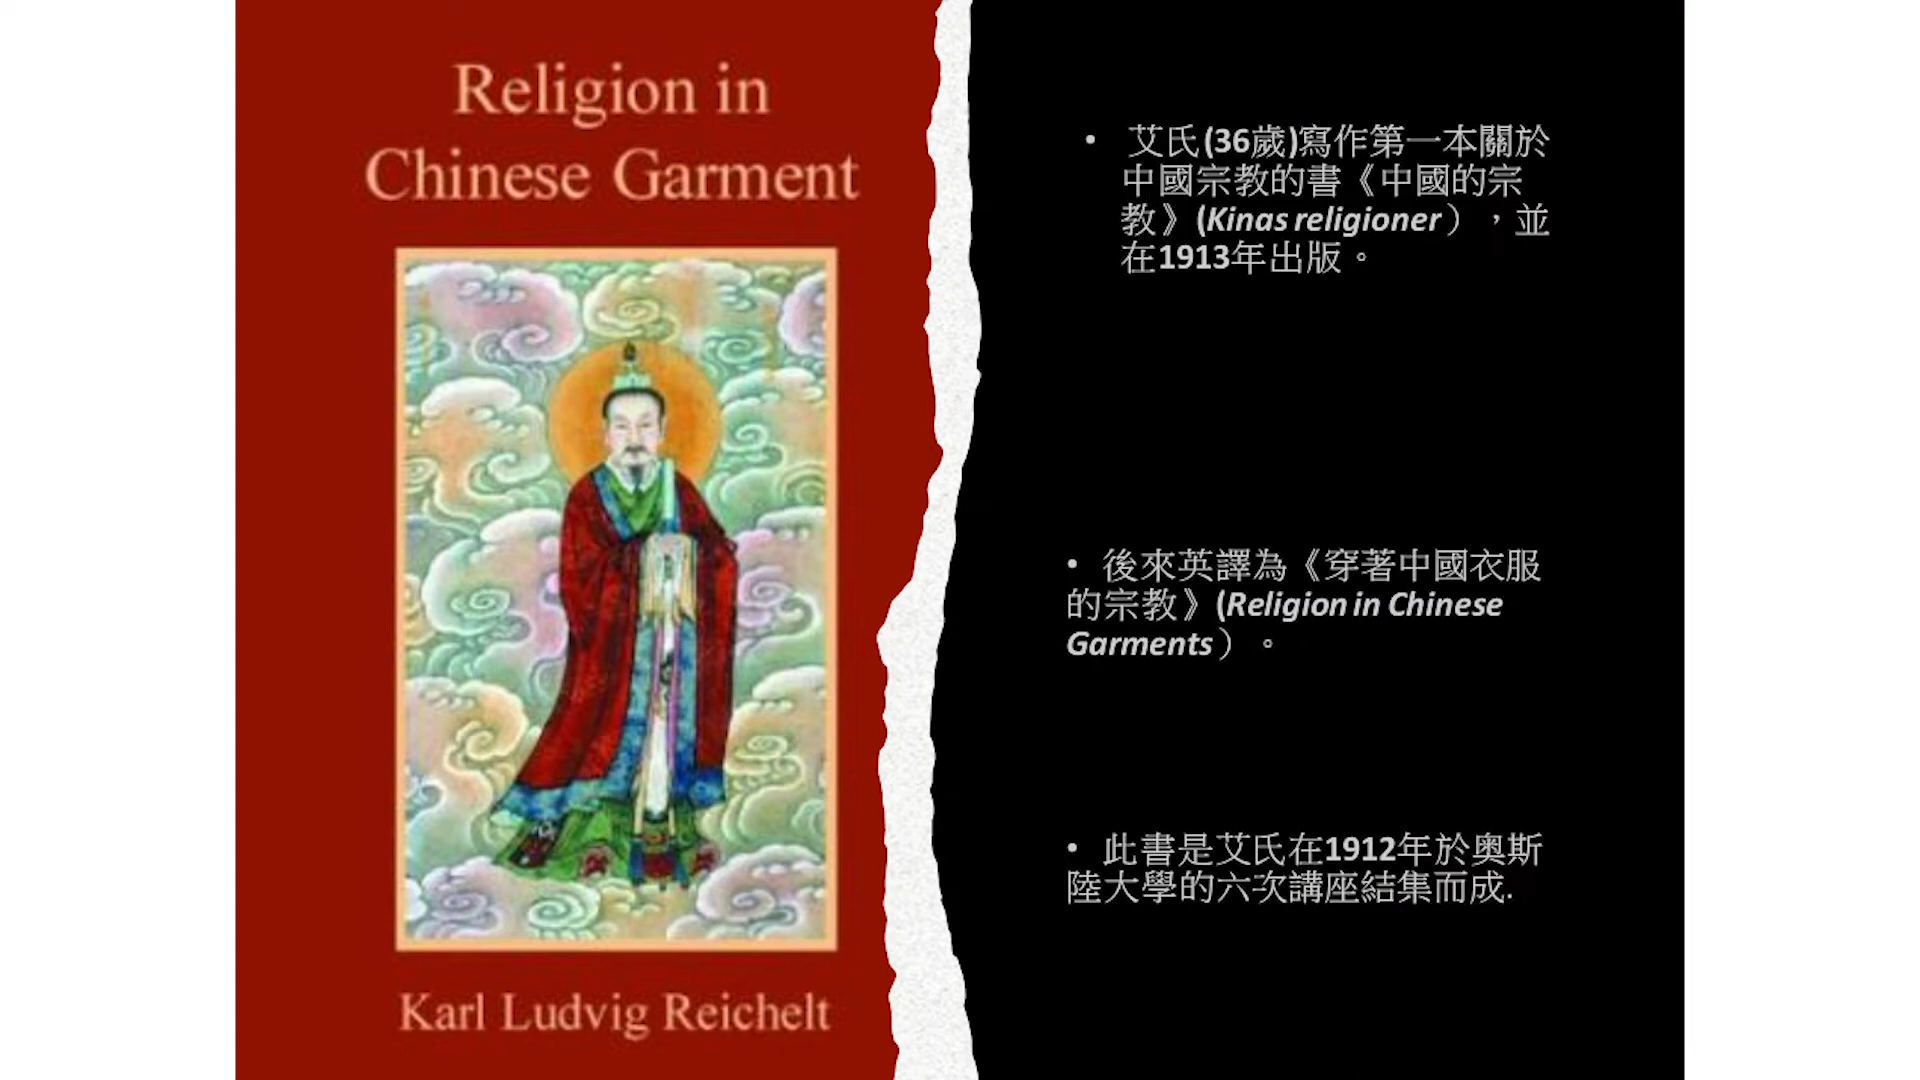 Religion in
Chinese Garment
Karl Ludvig Reichelt
• 艾氏(36歲)寫作第一本關於
中國宗教的書《中國的宗
教》(Kinas religioner），並
在1913年出版。
• 後來英譯為《穿著中國衣服
的宗教》(Religion in Chinese
Garments）。
• 此書是艾氏在1912年於奧斯
陸大學的六次講座結集而成.